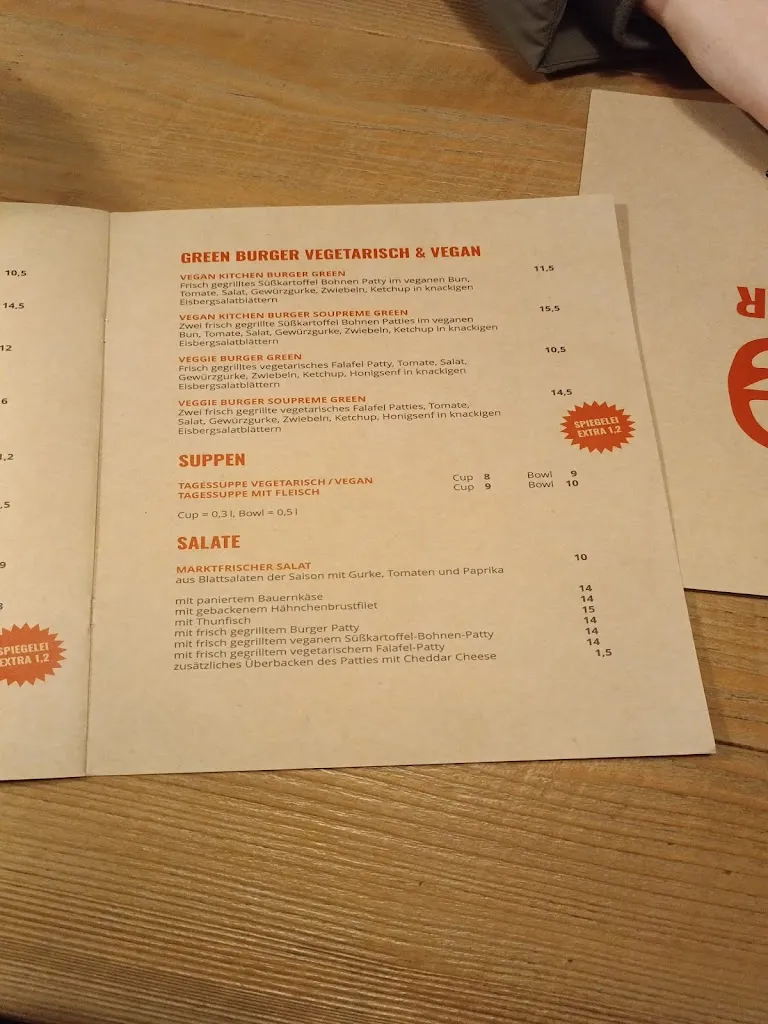 10,5
14,5
12
6
1,2
,5
9
SPIEGELEI
EXTRA 1,2
GREEN BURGER VEGETARISCH & VEGAN
VEGAN KITCHEN BURGER GREEN 11,5
Frisch gegrilltes Süßkartoffel Bohnen Patty im veganen Bun,
Tomate, Salat, Gewürzgurke, Zwiebeln, Ketchup in knackigen
Eisbergsalatblättern
VEGAN KITCHEN BURGER SOUPREME GREEN 15,5
Zwei frisch gegrillte Süßkartoffel Bohnen Patties im veganen
Bun, Tomate, Salat, Gewürzgurke, Zwiebeln, Ketchup in knackigen
Eisbergsalatblättern
VEGGIE BURGER GREEN 10,5
Frisch gegrilltes vegetarisches Falafel Patty, Tomate, Salat,
Gewürzgurke, Zwiebeln, Ketchup, Honigsenf in knackigen
Eisbergsalatblättern
VEGGIE BURGER SOUPREME GREEN 14,5
Zwei frisch gegrillte vegetarisches Falafel Patties, Tomate,
Salat, Gewürzgurke, Zwiebeln, Ketchup, Honigsenf in knackigen
Eisbergsalatblättern
SPIEGELEI
EXTRA 1,2
SUPPEN
TAGESSUPPE VEGETARISCH / VEGAN Cup 8 Bowl 9
TAGESSUPPE MIT FLEISCH Cup 9 Bowl 10
Cup = 0,3 l, Bowl = 0,5 l
SALATE
MARKTFRISCHER SALAT 10
aus Blattsalaten der Saison mit Gurke, Tomaten und Paprika
mit paniertem Bauernkäse 14
mit gebackenem Hähnchenbrustfilet 14
mit Thunfisch 15
mit frisch gegrilltem Burger Patty 14
mit frisch gegrilltem veganem Süßkartoffel-Bohnen-Patty 14
mit frisch gegrilltem vegetarischem Falafel-Patty 14
zusätzliches Überbacken des Patties mit Cheddar Cheese 1,5
R